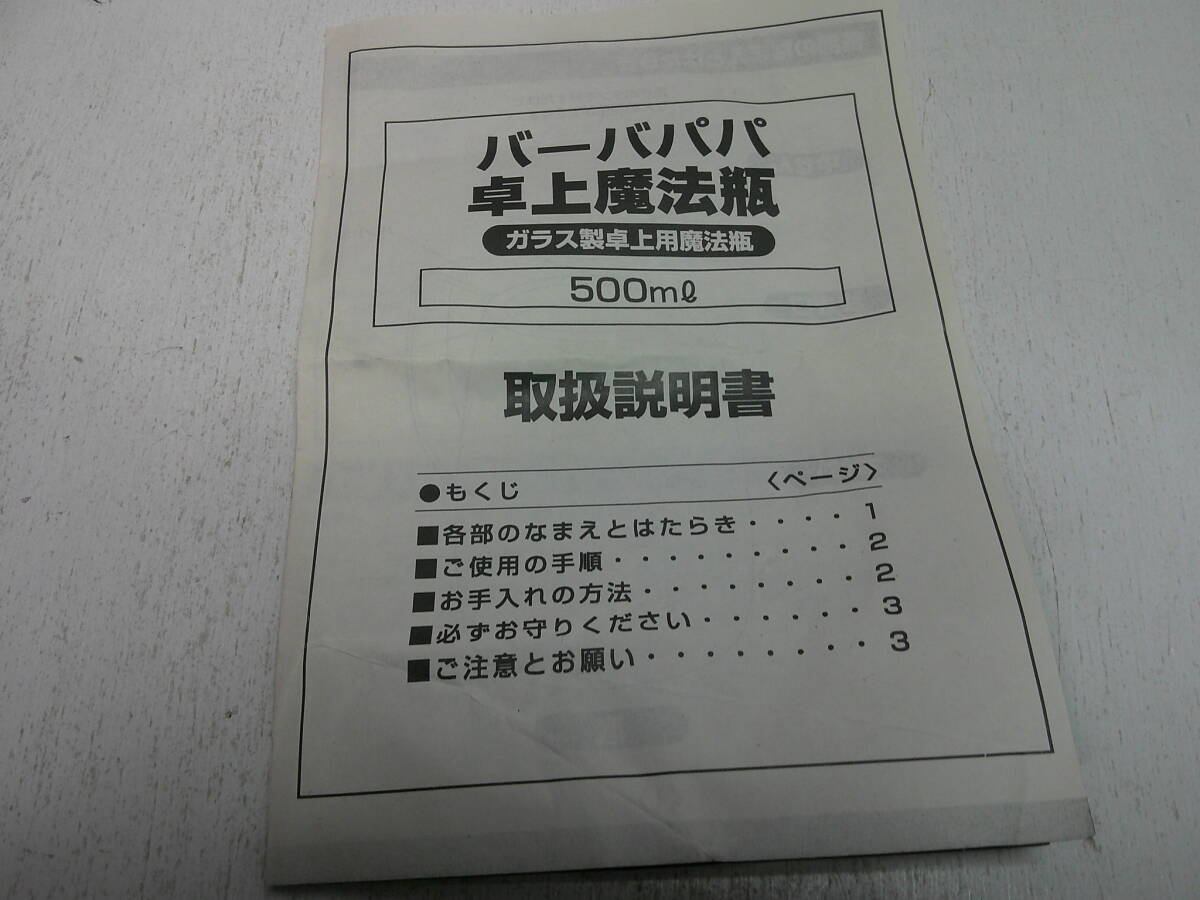 バーバパパ
卓上魔法瓶
ガラス製卓上用魔法瓶
500mℓ
取扱説明書
●もくじ 〈ページ〉
■各部のなまえとはたらき・・・・1
■ご使用の手順・・・・・・・・・2
■お手入れの方法・・・・・・・・2
■必ずお守りください・・・・・・3
■ご注意とお願い・・・・・・・・3